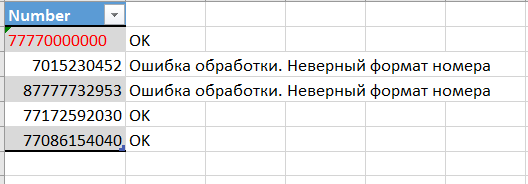 Number
77770000000 OK
7015230452 Ошибка обработки. Неверный формат номера
87777732953 Ошибка обработки. Неверный формат номера
77172592030 OK
77086154040 OK